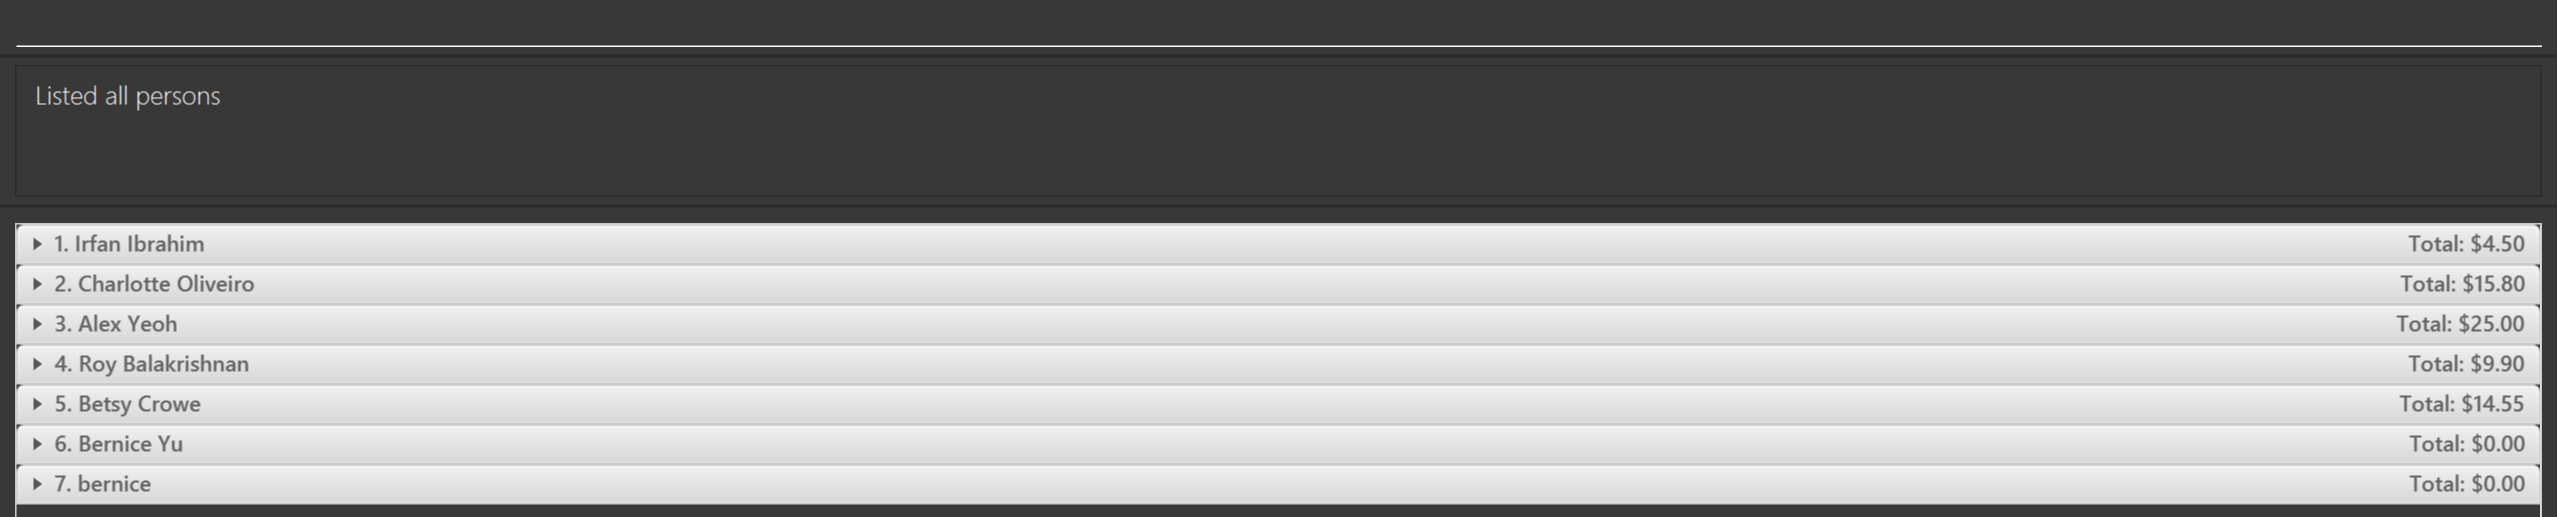 Listed all persons
1. Irfan Ibrahim Total: $4.50
2. Charlotte Oliveiro Total: $15.80
3. Alex Yeoh Total: $25.00
4. Roy Balakrishnan Total: $9.90
5. Betsy Crowe Total: $14.55
6. Bernice Yu Total: $0.00
7. bernice Total: $0.00